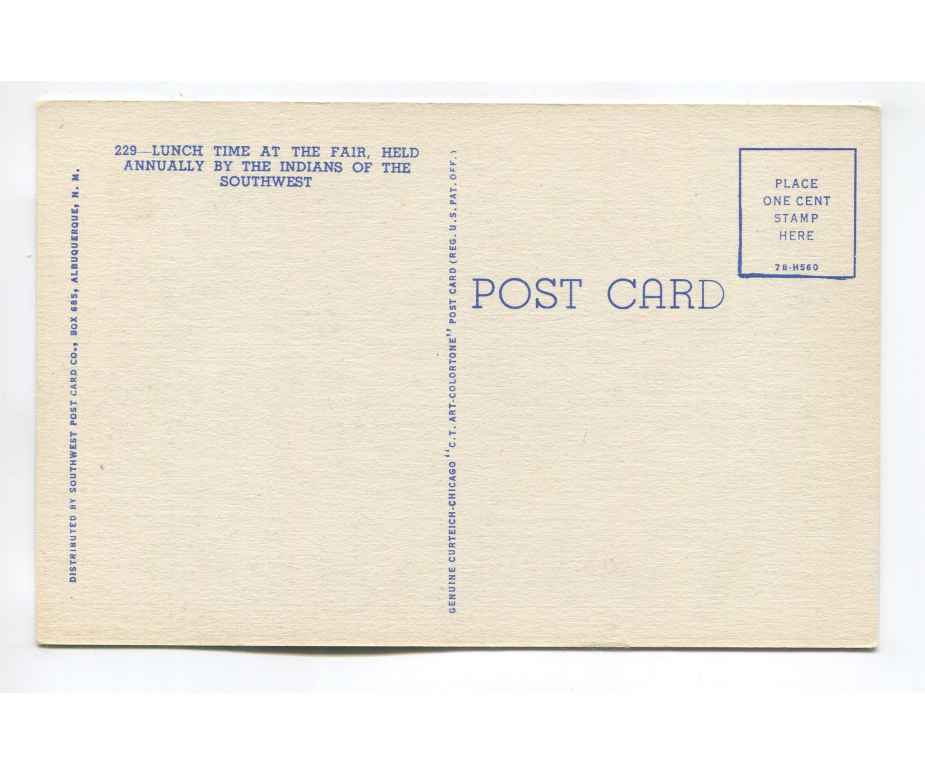 229—LUNCH TIME AT THE FAIR, HELD
ANNUALLY BY THE INDIANS OF THE
SOUTHWEST
DISTRIBUTED BY SOUTHWEST POST CARD CO., BOX 685, ALBUQUERQUE, N. M.
GENUINE CURTEICH-CHICAGO "C.T. ART-COLORTONE" POST CARD (REG. U.S. PAT. OFF.)
POST CARD
PLACE
ONE CENT
STAMP
HERE
7B-H560